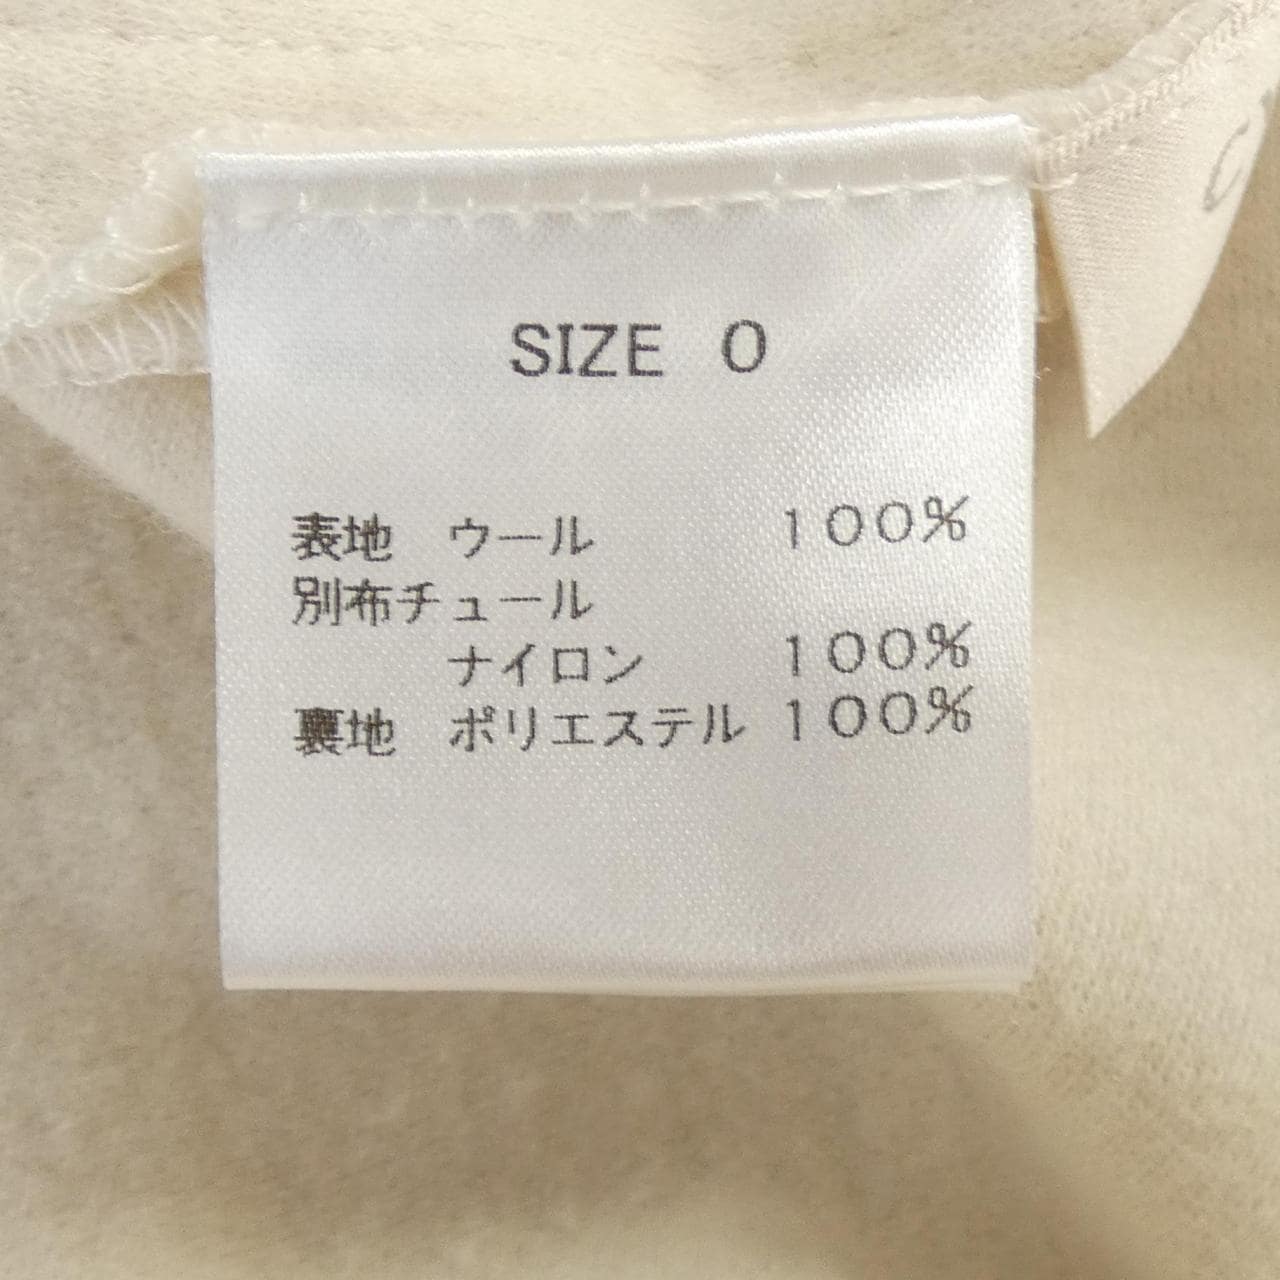 SIZE 0
表地 ウール 100%
別布チュール
ナイロン 100%
裏地 ポリエステル 100%